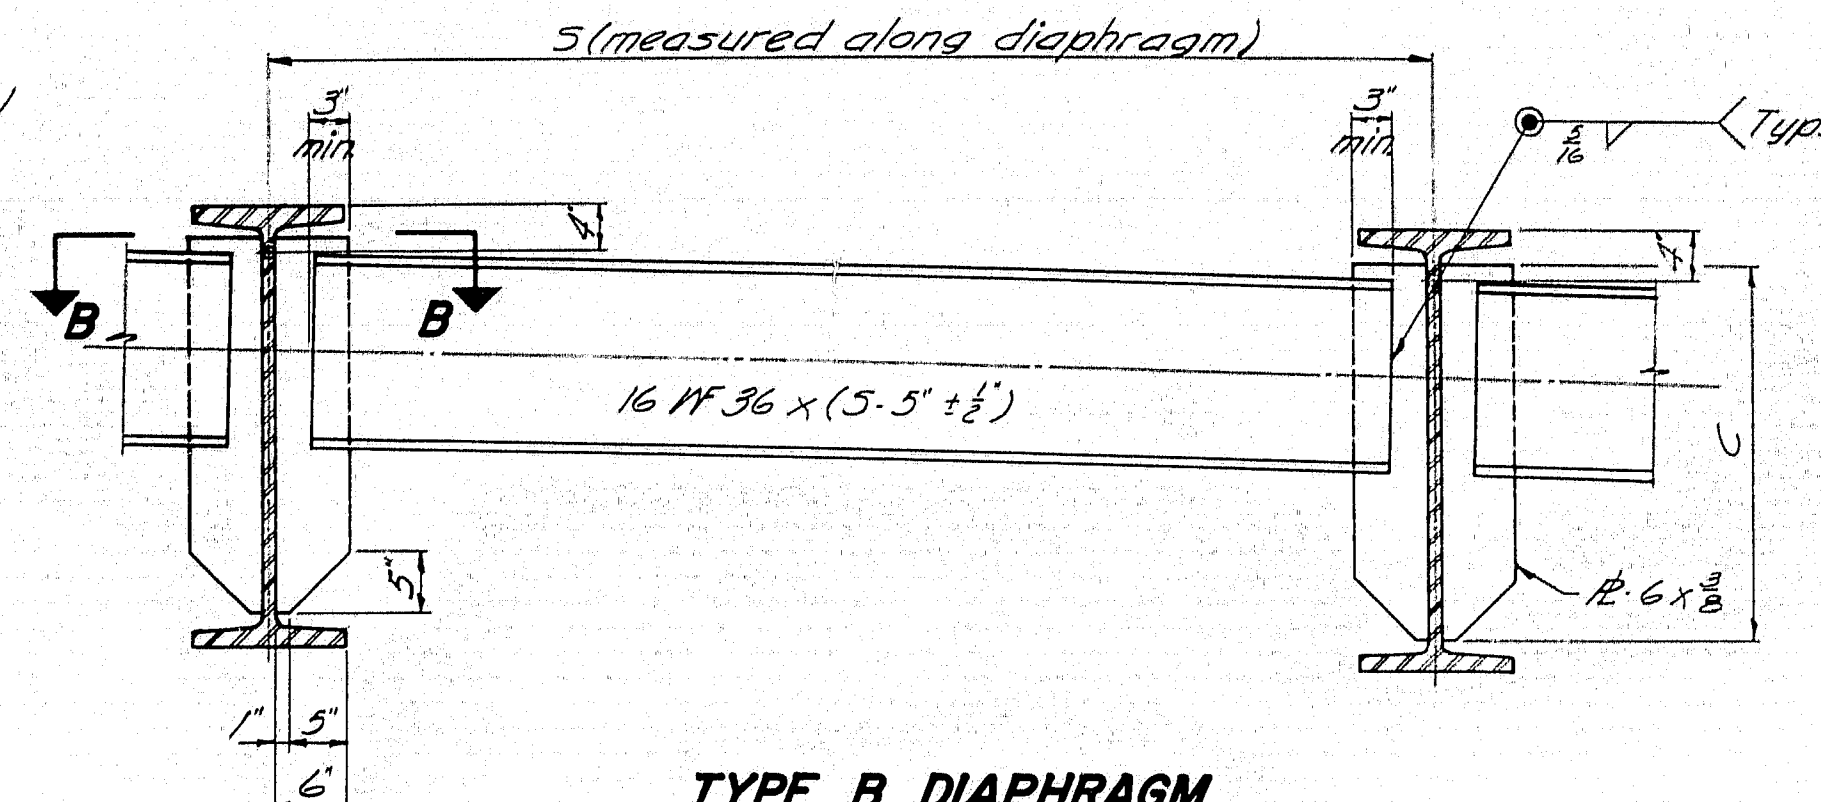 S (measured along diaphragm)
3"
min.
3"
min.
5/16
Typ.
4"
4"
B
B
16 WF 36 x (5-5" ± 1/2")
C
5"
PL. 6 x 3/8
1"
5"
6"
TYPE B DIAPHRAGM